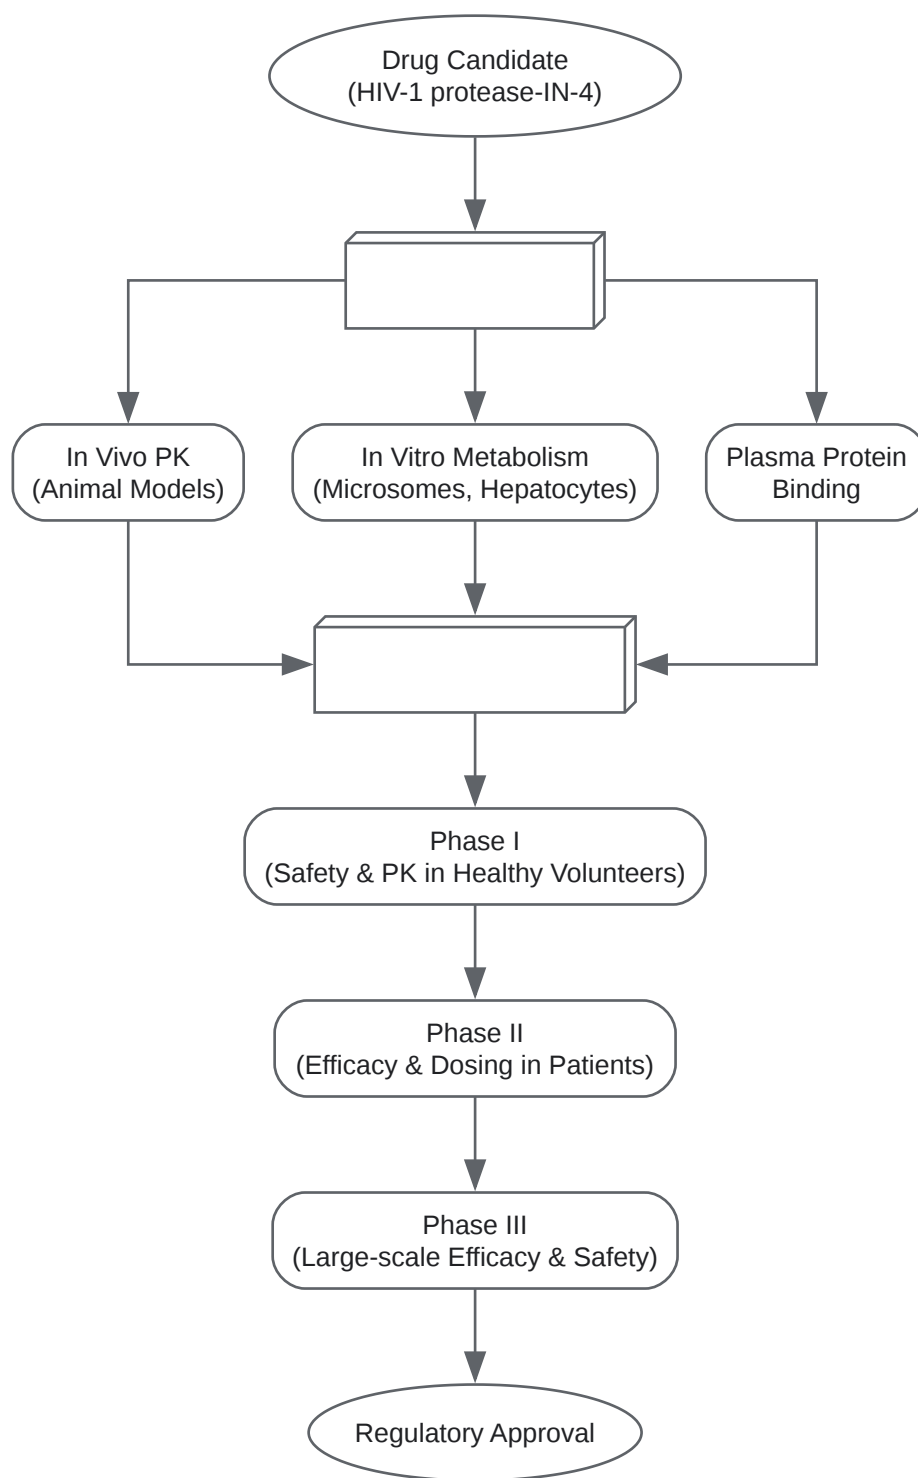 Drug Candidate
(HIV-1 protease-IN-4)
In Vivo PK
(Animal Models)
In Vitro Metabolism
(Microsomes, Hepatocytes)
Plasma Protein
Binding
Phase I
(Safety & PK in Healthy Volunteers)
Phase II
(Efficacy & Dosing in Patients)
Phase III
(Large-scale Efficacy & Safety)
Regulatory Approval